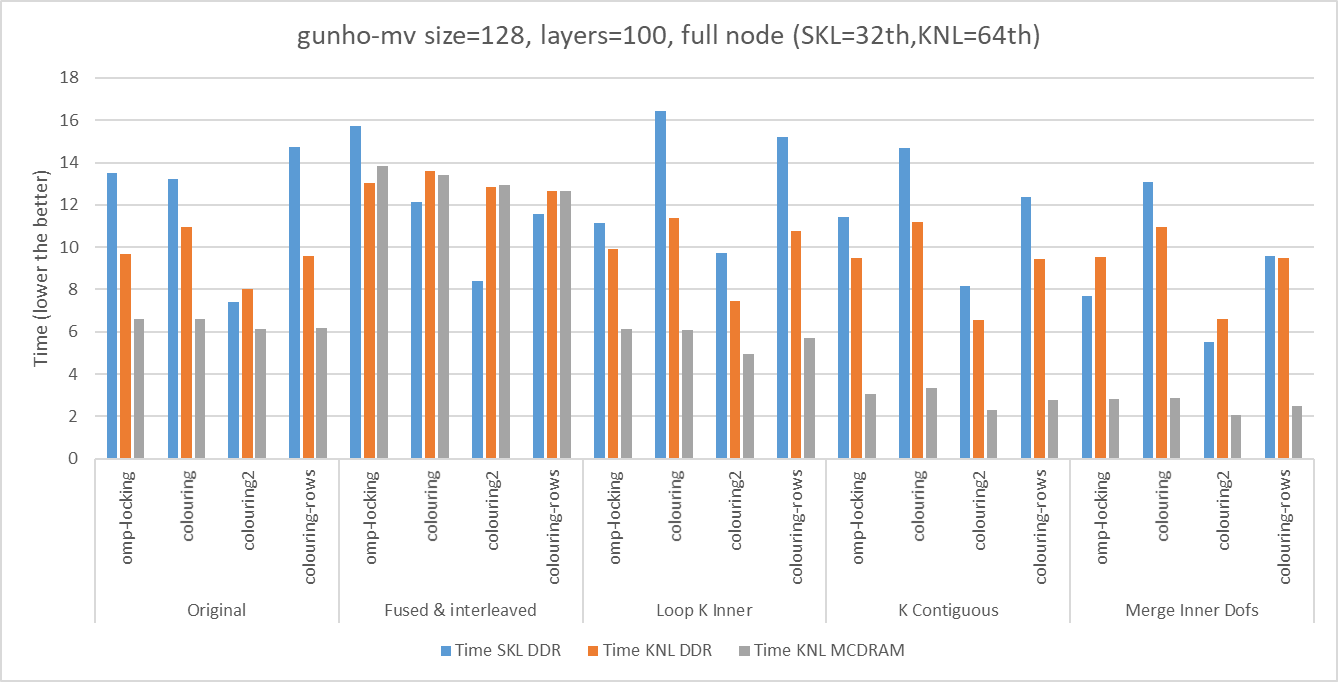 gunho-mv size=128, layers=100, full node (SKL=32th,KNL=64th)
Time (lower the better)
18
16
14
12
10
8
6
4
2
0
omp-locking
colouring
colouring2
colouring-rows
omp-locking
colouring
colouring2
colouring-rows
omp-locking
colouring
colouring2
colouring-rows
omp-locking
colouring
colouring2
colouring-rows
omp-locking
colouring
colouring2
colouring-rows
Original
Fused & interleaved
Loop K Inner
K Contiguous
Merge Inner Dofs
Time SKL DDR
Time KNL DDR
Time KNL MCDRAM